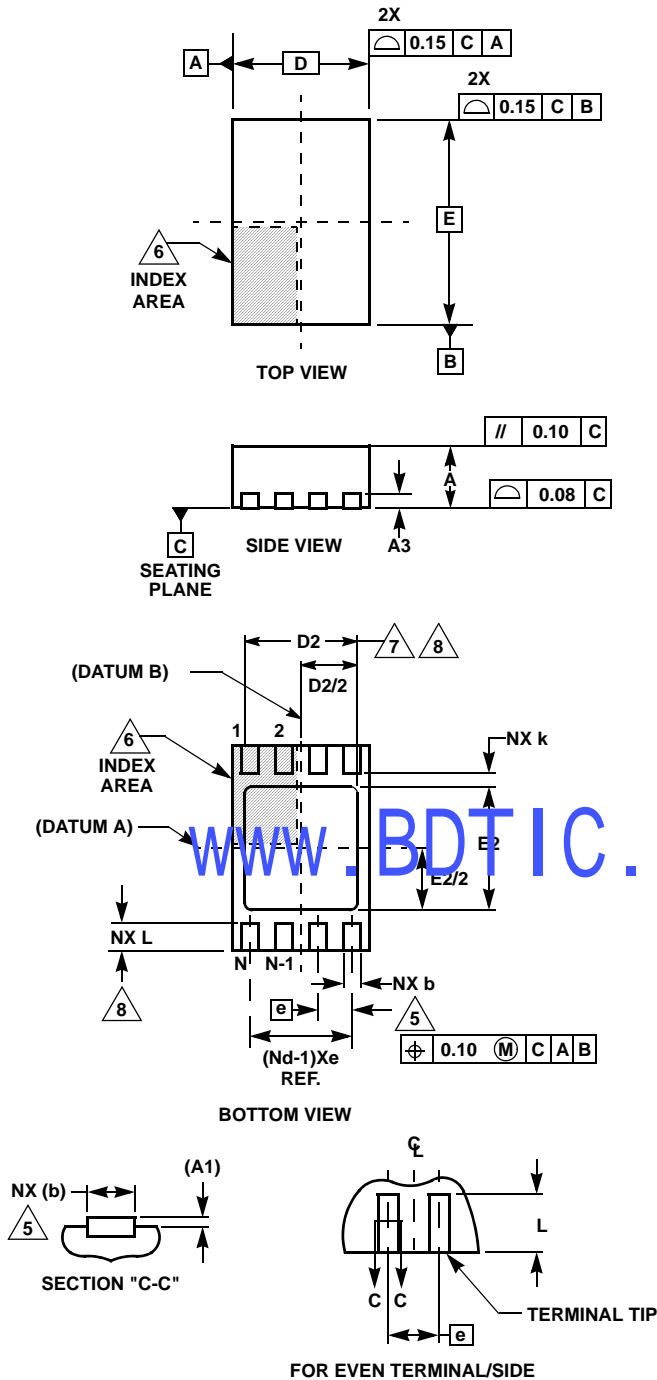 2X
0.15 C A
A
D
2X
0.15 C B
E
6
INDEX
AREA
B
TOP VIEW
// 0.10 C
A
0.08 C
C
SIDE VIEW
A3
SEATING
PLANE
D2
7 8
(DATUM B)
D2/2
1 2
6
INDEX
AREA
NX k
(DATUM A)
www.BDTIC.
E2
E2/2
NX L
N N-1
NX b
8
e
5
(Nd-1)Xe
REF.
⌖ 0.10 Ⓜ C A B
BOTTOM VIEW
(A1)
NX (b)
5
SECTION "C-C"
℄
L
C C
TERMINAL TIP
e
FOR EVEN TERMINAL/SIDE